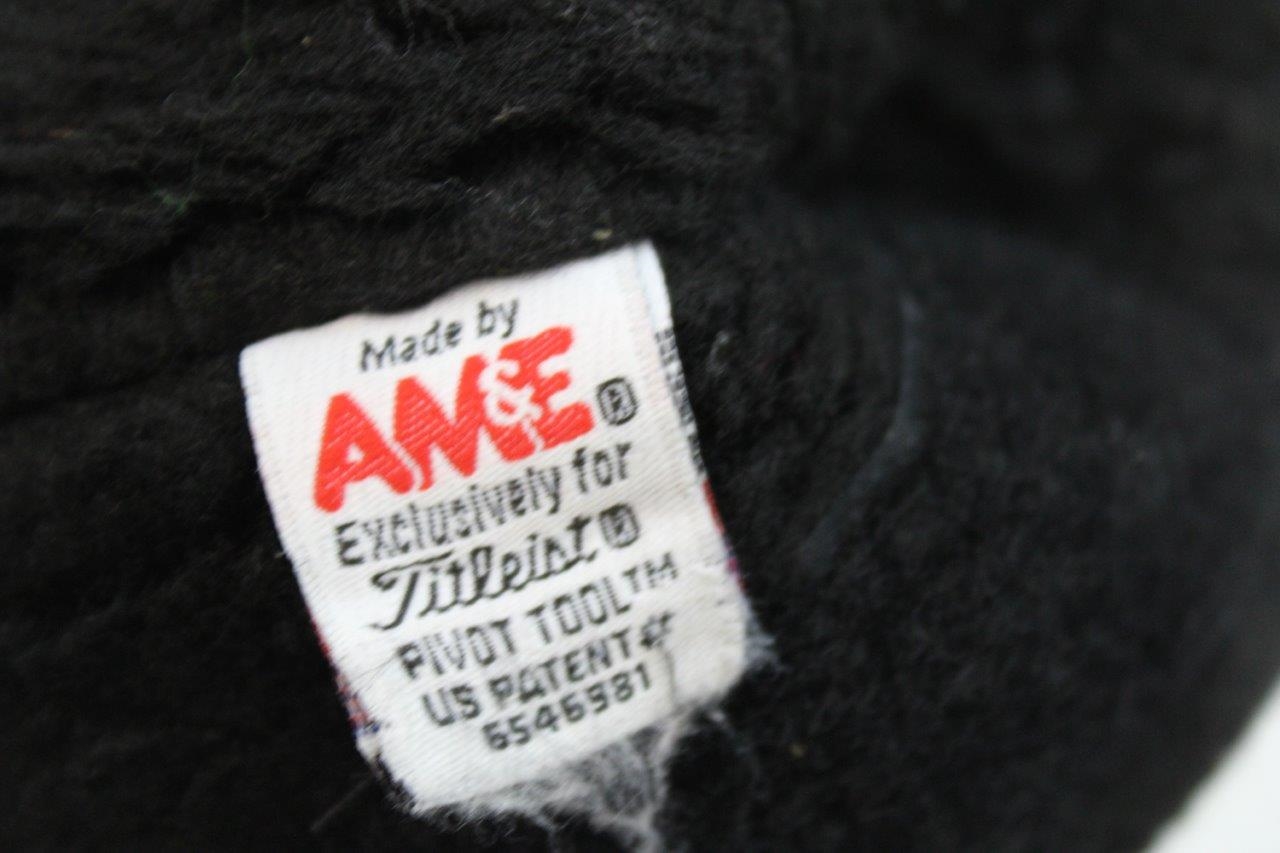 Made by
AM&E®
Exclusively for
Titleist®
PIVOT TOOL™
US PATENT#
6546981